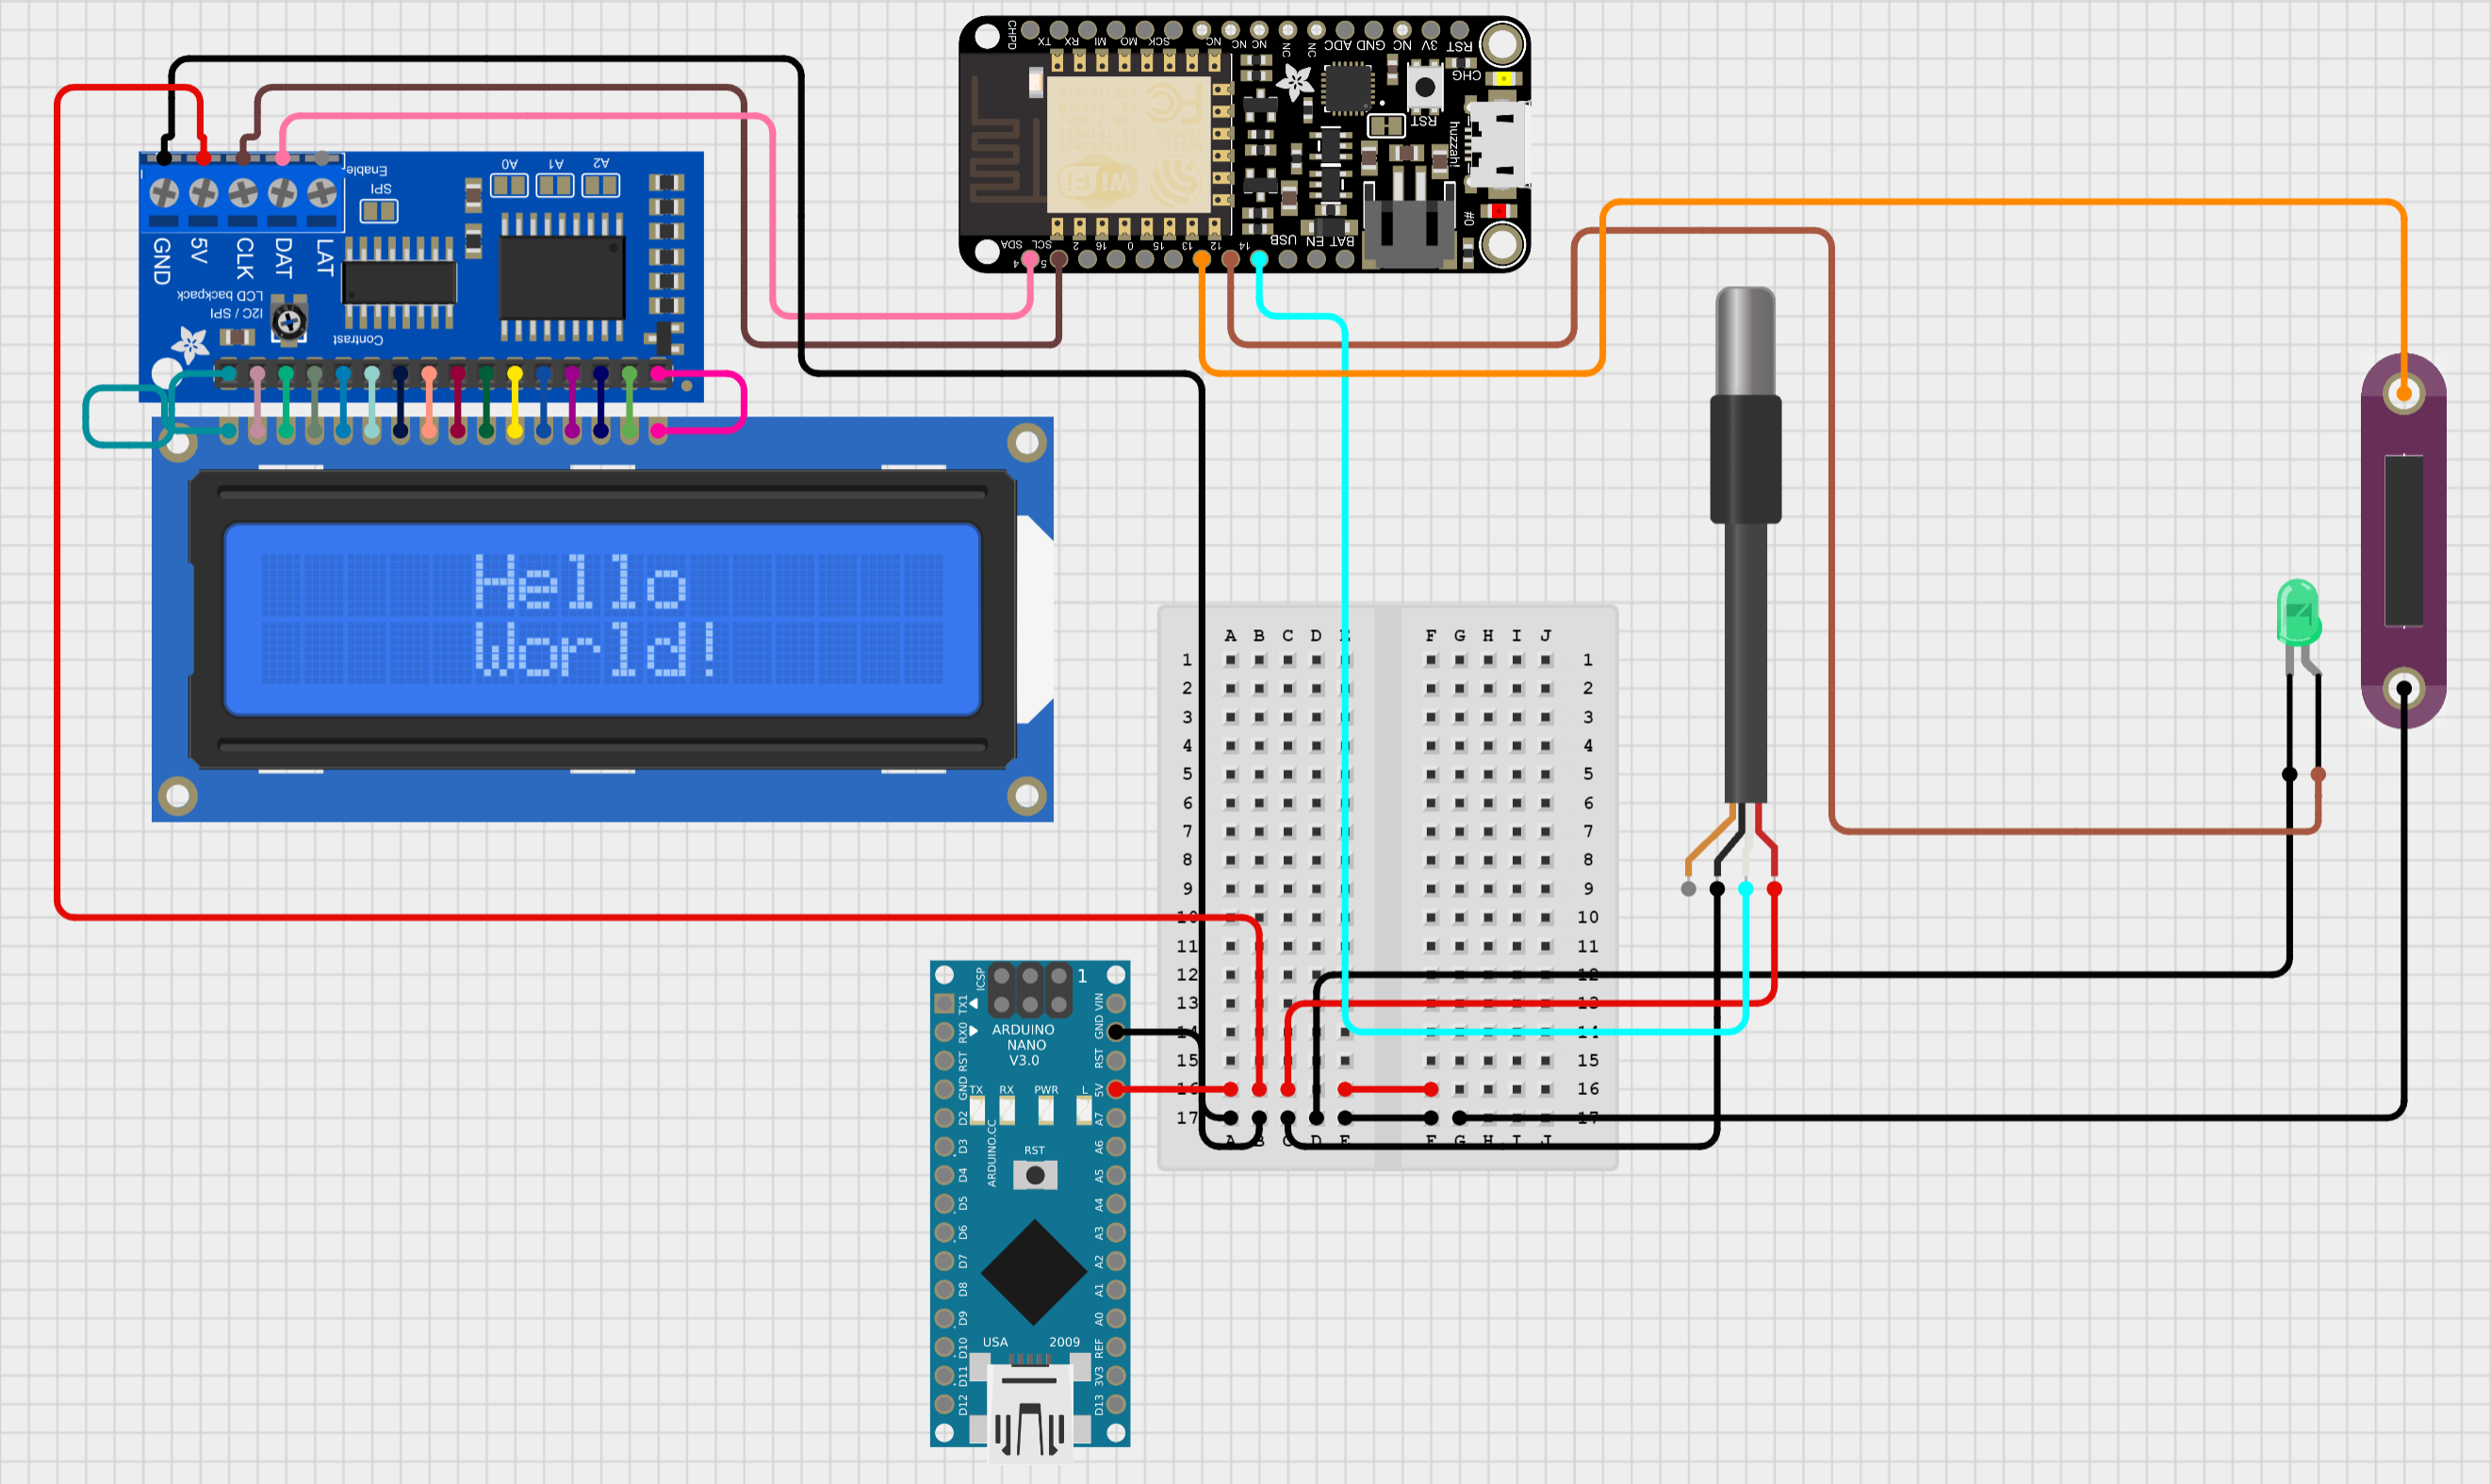 CHPD TX RX MI MO SCK NC NC NC NC NC ADC GND NC 3V RST
CHG
RST
huzzah!
WiFi
#0
SDA SCL 2 16 0 15 13 12 14 USB EN BAT
4 5
Enable
SPI
A0 A1 A2
GND 5V CLK DAT LAT
LCD backpack
I2C / SPI
Contrast
Hello
World!
A B C D E F G H I J
1 1
2 2
3 3
4 4
5 5
6 6
7 7
8 8
9 9
10 10
11 11
12 12
13 13
14 14
15 15
16 16
17 17
A B C D E F G H I J
ICSP
1
ARDUINO
NANO
V3.0
TX RX PWR L
ARDUINO.CC
RST
USA 2009
TX1
RX0
RST
GND
D2
D3
D4
D5
D6
D7
D8
D9
D10
D11
D12
VIN
GND
RST
5V
A7
A6
A5
A4
A3
A2
A1
A0
REF
3V3
D13